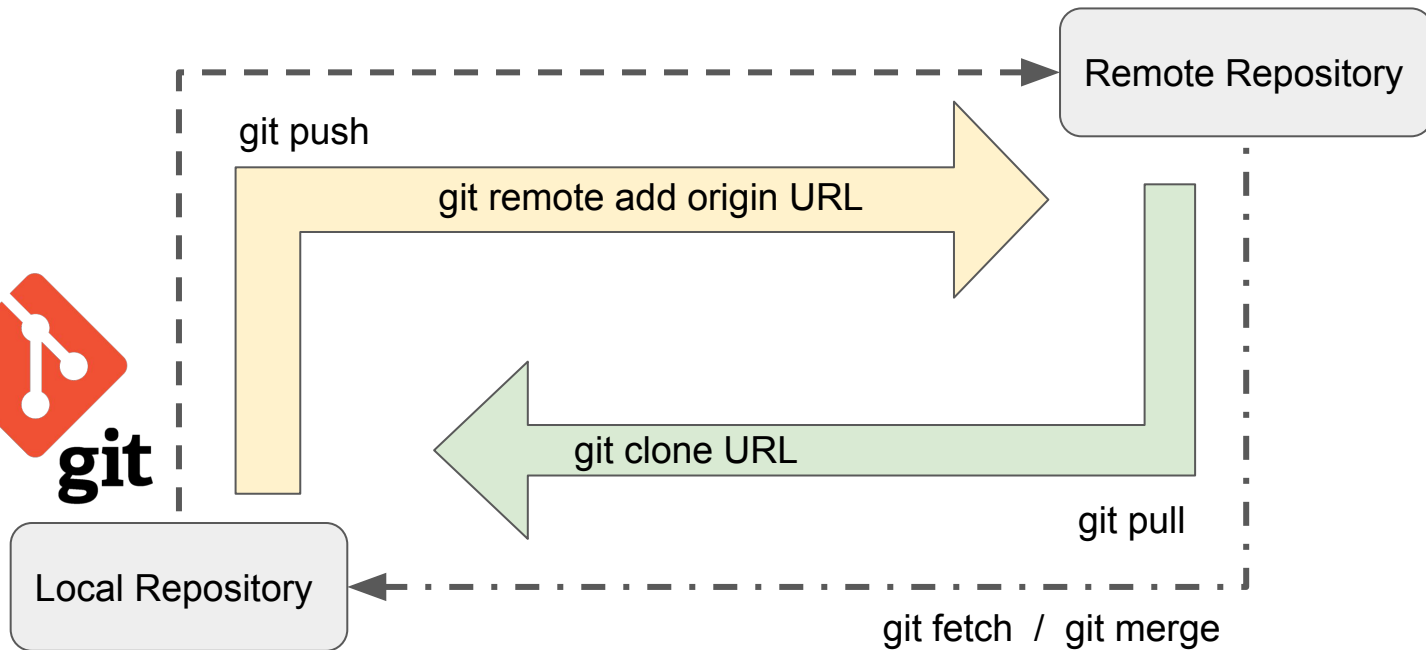 Remote Repository
git push
git remote add origin URL
git
git clone URL
git pull
Local Repository
git fetch / git merge